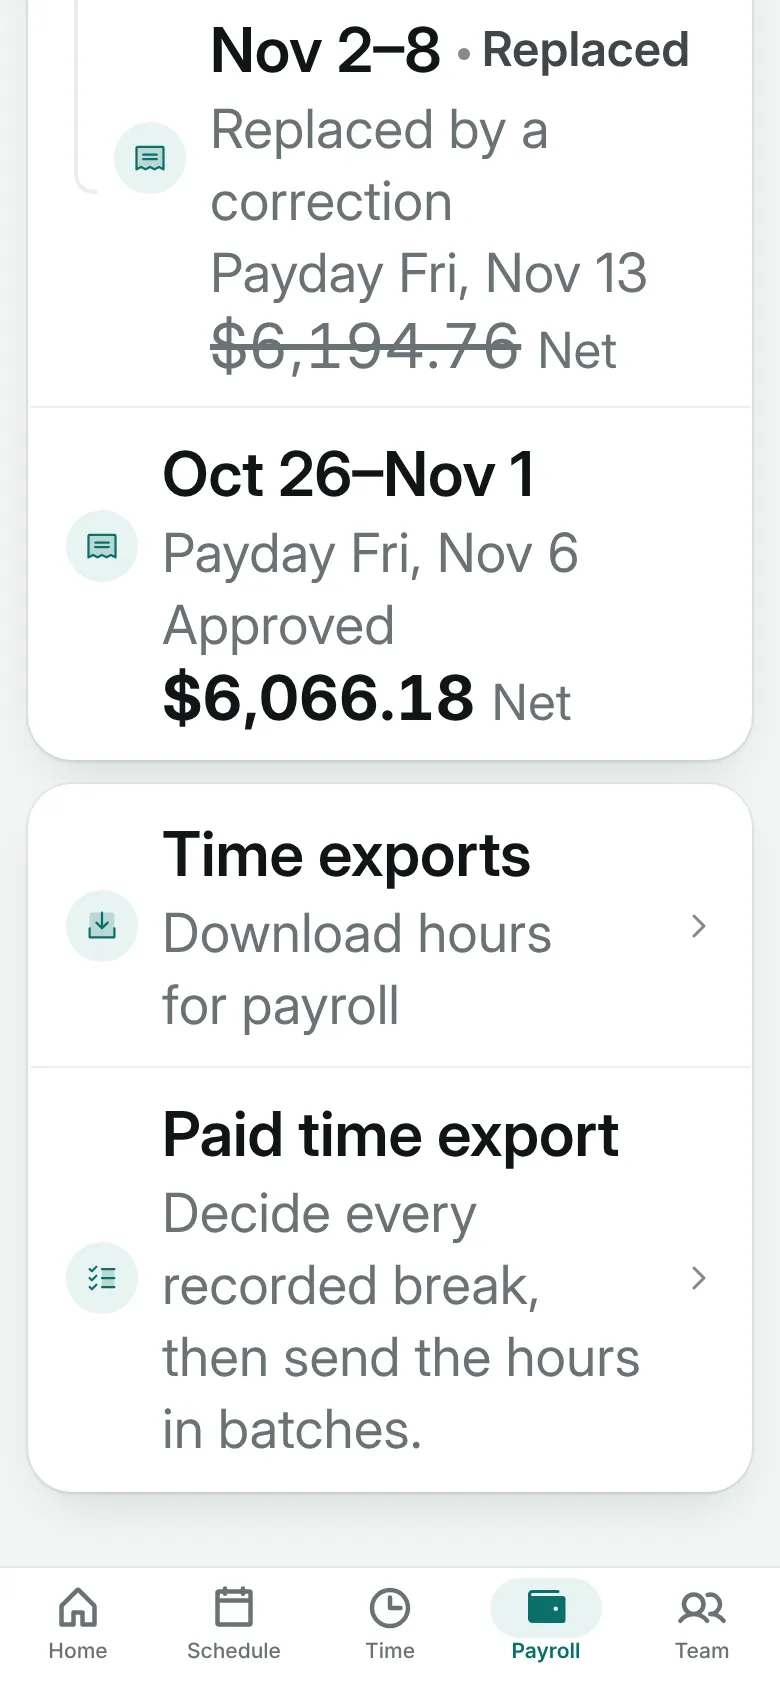 Nov 2–8 • Replaced
Replaced by a
correction
Payday Fri, Nov 13
$6,194.76 Net
Oct 26–Nov 1
Payday Fri, Nov 6
Approved
$6,066.18 Net
Time exports
Download hours
for payroll
Paid time export
Decide every
recorded break,
then send the hours
in batches.
Home
Schedule
Time
Payroll
Team